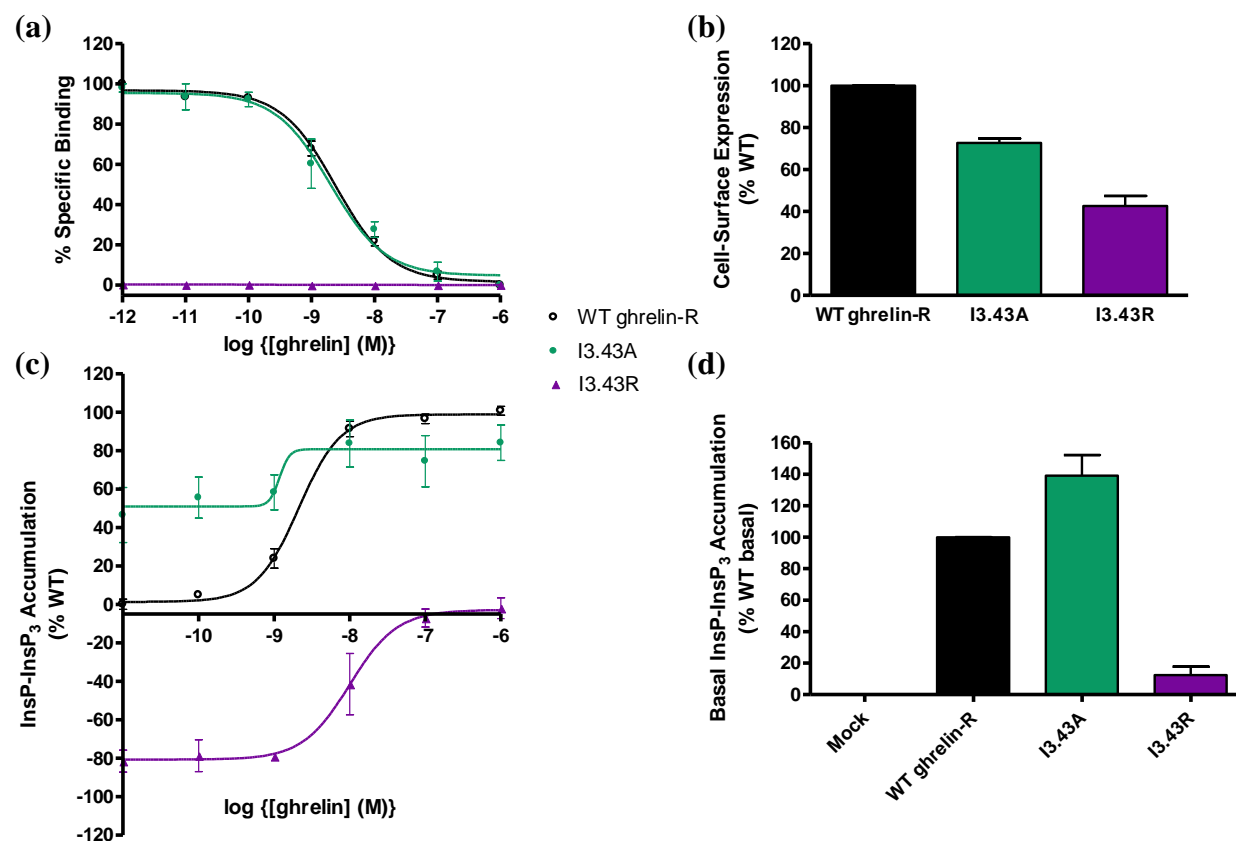 (a)
% Specific Binding
120
100
80
60
40
20
0
-12 -11 -10 -9 -8 -7 -6
log {[ghrelin] (M)}
(b)
Cell-Surface Expression
(% WT)
120
100
80
60
40
20
0
WT ghrelin-R I3.43A I3.43R
WT ghrelin-R
I3.43A
I3.43R
(c)
InsP-InsP₃ Accumulation
(% WT)
120
100
80
60
40
20
0
-20
-40
-60
-80
-100
-120
-10 -9 -8 -7 -6
log {[ghrelin] (M)}
(d)
Basal InsP-InsP₃ Accumulation
(% WT basal)
160
140
120
100
80
60
40
20
0
Mock
WT ghrelin-R
I3.43A
I3.43R